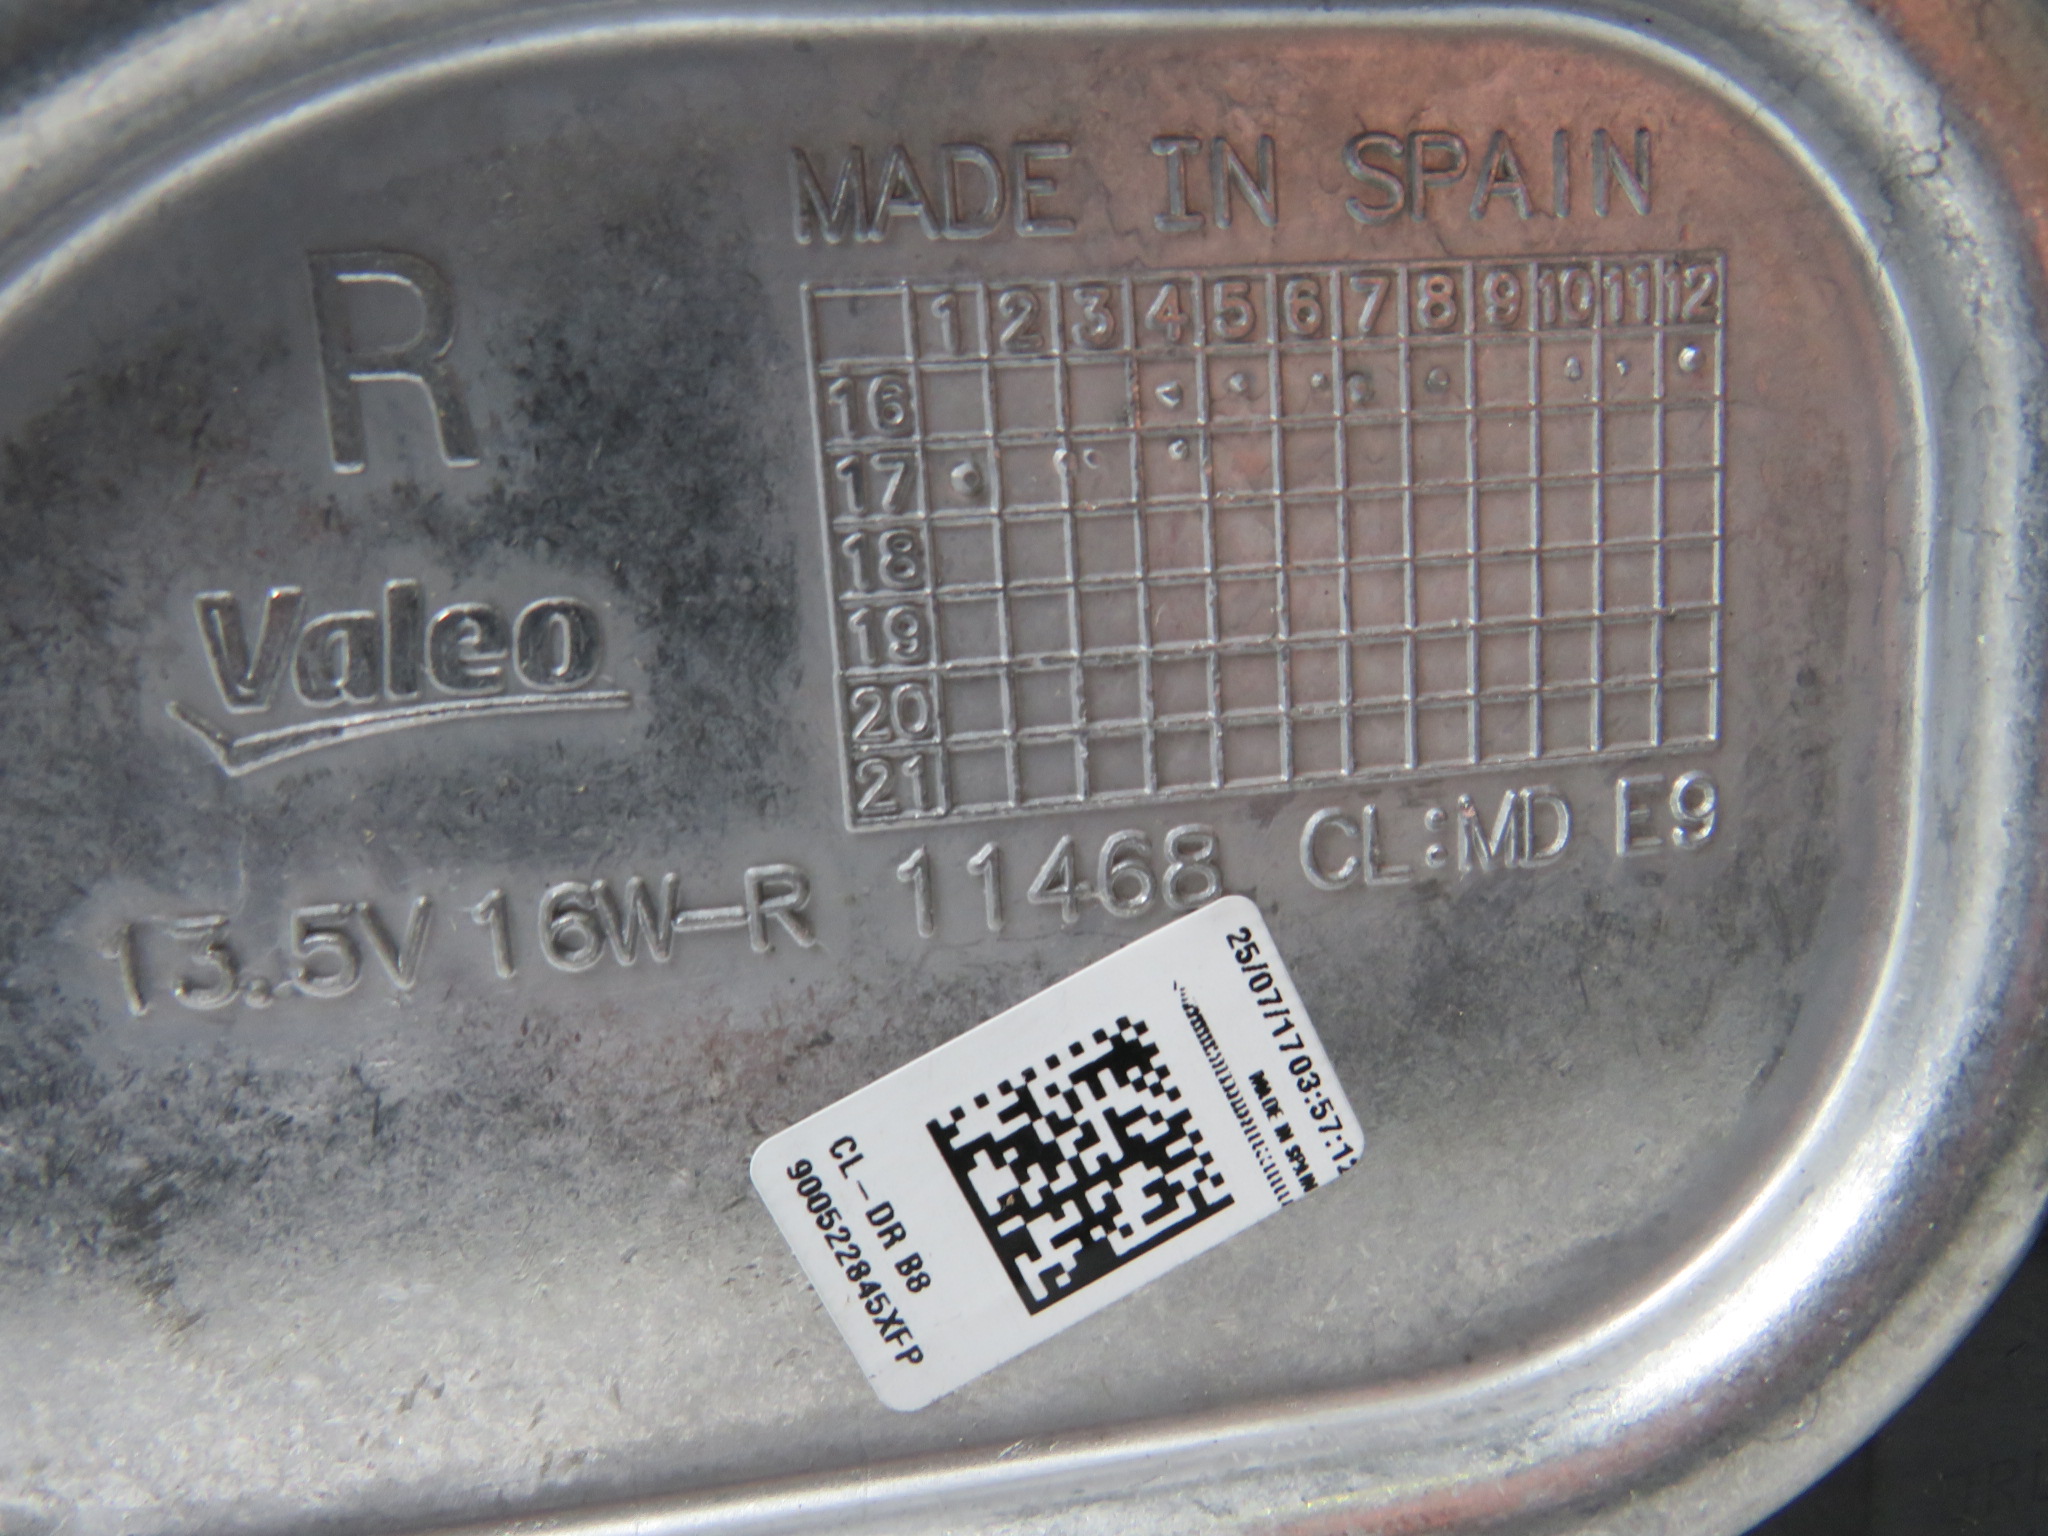 MADE IN SPAIN
R
1 2 3 4 5 6 7 8 9 10 11 12
16
17
18
19
20
21
Valeo
13.5V 16W-R 11468 CL:MD E9
25/07/17 03:57:12
MADE IN SPAIN
CL-DR B8
9005222845XFP